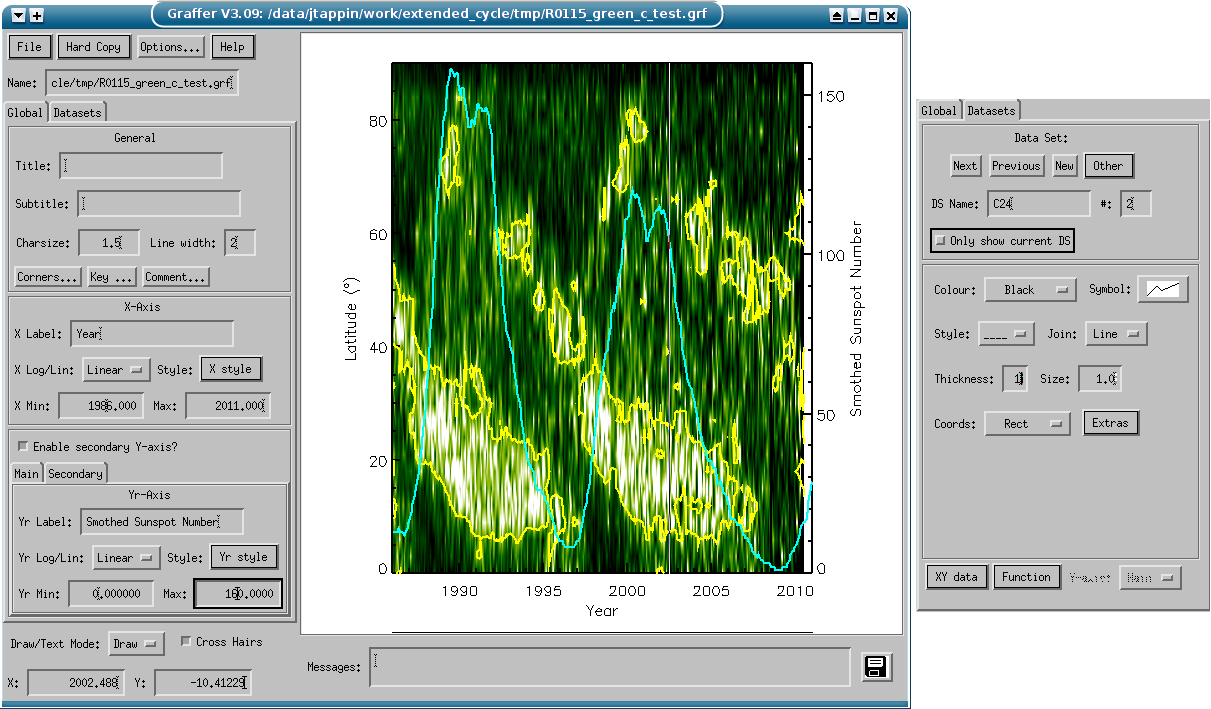 Graffer V3.09: /data/jtappin/work/extended_cycle/tmp/R0115_green_c_test.grf
File Hard Copy Options... Help
Name: cle/tmp/R0115_green_c_test.grf
Global Datasets
General
Title:
Subtitle:
Charsize: 1.5 Line width: 2
Corners... Key ... Comment...
X-Axis
X Label: Year
X Log/Lin: Linear Style: X style
X Min: 1986.000 Max: 2011.000
Enable secondary Y-axis?
Main Secondary
Yr-Axis
Yr Label: Smothed Sunspot Number
Yr Log/Lin: Linear Style: Yr style
Yr Min: 0.000000 Max: 160.0000
Draw/Text Mode: Draw Cross Hairs
X: 2002.488 Y: -10.41229
80
60
40
20
0
Latitude (°)
150
100
50
0
Smothed Sunspot Number
1990 1995 2000 2005 2010
Year
Messages:
Global Datasets
Data Set:
Next Previous New Other
DS Name: C24 #: 2
Only show current DS
Colour: Black Symbol:
Style: ____ Join: Line
Thickness: 1 Size: 1.0
Coords: Rect Extras
XY data Function Y-axis: Main